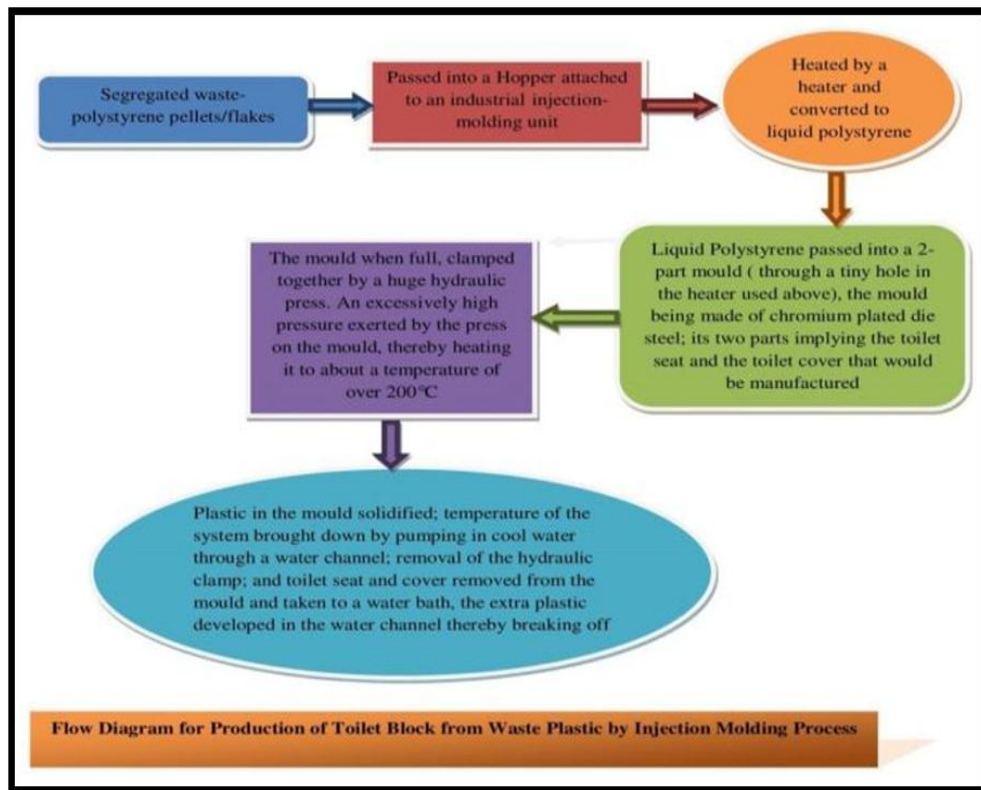 Segregated waste-
polystyrene pellets/flakes
Passed into a Hopper attached
to an industrial injection-
molding unit
Heated by a
heater and
converted to
liquid polystyrene
Liquid Polystyrene passed into a 2-
part mould ( through a tiny hole in
the heater used above), the mould
being made of chromium plated die
steel; its two parts implying the toilet
seat and the toilet cover that would
be manufactured
The mould when full, clamped
together by a huge hydraulic
press. An excessively high
pressure exerted by the press
on the mould, thereby heating
it to about a temperature of
over 200°C
Plastic in the mould solidified; temperature of the
system brought down by pumping in cool water
through a water channel; removal of the hydraulic
clamp; and toilet seat and cover removed from the
mould and taken to a water bath, the extra plastic
developed in the water channel thereby breaking off
Flow Diagram for Production of Toilet Block from Waste Plastic by Injection Molding Process